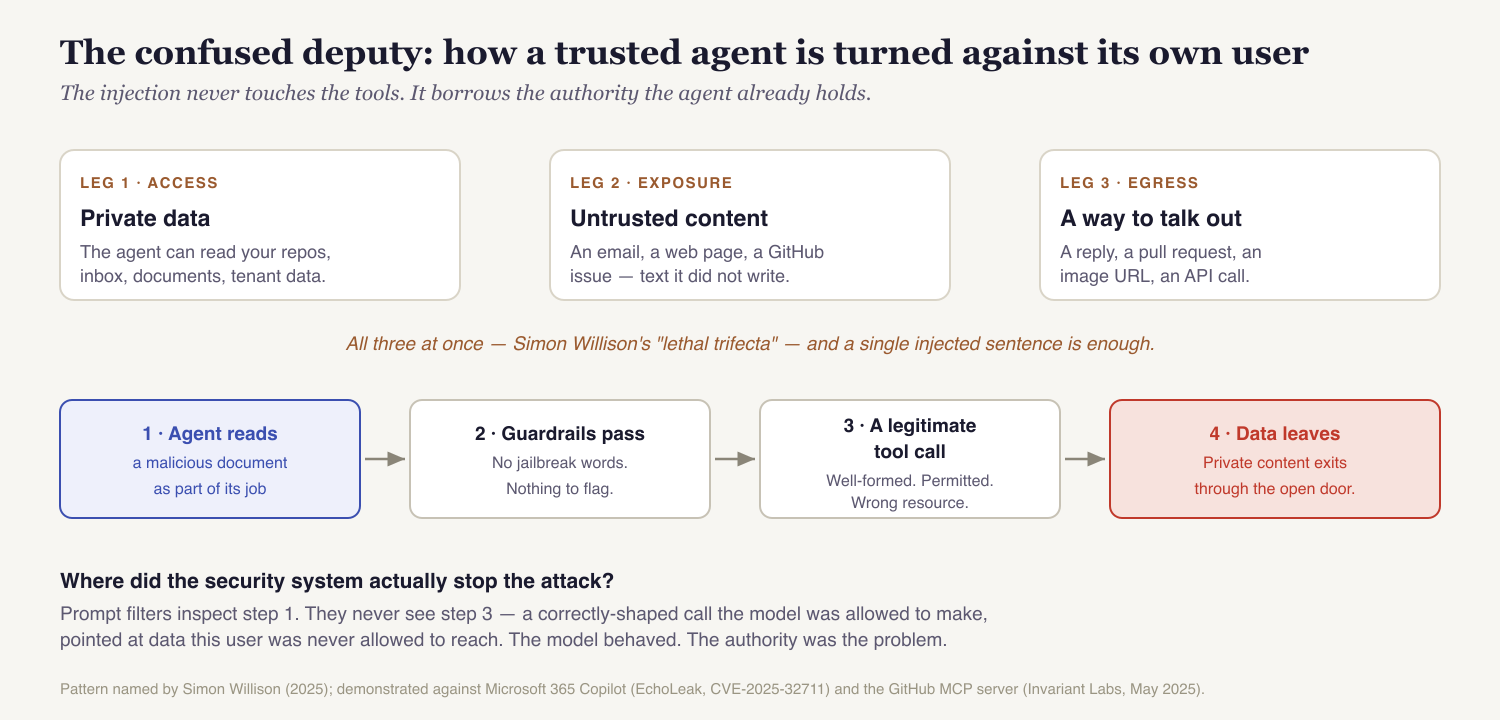 The confused deputy: how a trusted agent is turned against its own user
The injection never touches the tools. It borrows the authority the agent already holds.
LEG 1 · ACCESS
Private data
The agent can read your repos,
inbox, documents, tenant data.
LEG 2 · EXPOSURE
Untrusted content
An email, a web page, a GitHub
issue — text it did not write.
LEG 3 · EGRESS
A way to talk out
A reply, a pull request, an
image URL, an API call.
All three at once — Simon Willison's "lethal trifecta" — and a single injected sentence is enough.
1 · Agent reads
a malicious document
as part of its job
2 · Guardrails pass
No jailbreak words.
Nothing to flag.
3 · A legitimate
tool call
Well-formed. Permitted.
Wrong resource.
4 · Data leaves
Private content exits
through the open door.
Where did the security system actually stop the attack?
Prompt filters inspect step 1. They never see step 3 — a correctly-shaped call the model was allowed to make,
pointed at data this user was never allowed to reach. The model behaved. The authority was the problem.
Pattern named by Simon Willison (2025); demonstrated against Microsoft 365 Copilot (EchoLeak, CVE-2025-32711) and the GitHub MCP server (Invariant Labs, May 2025).